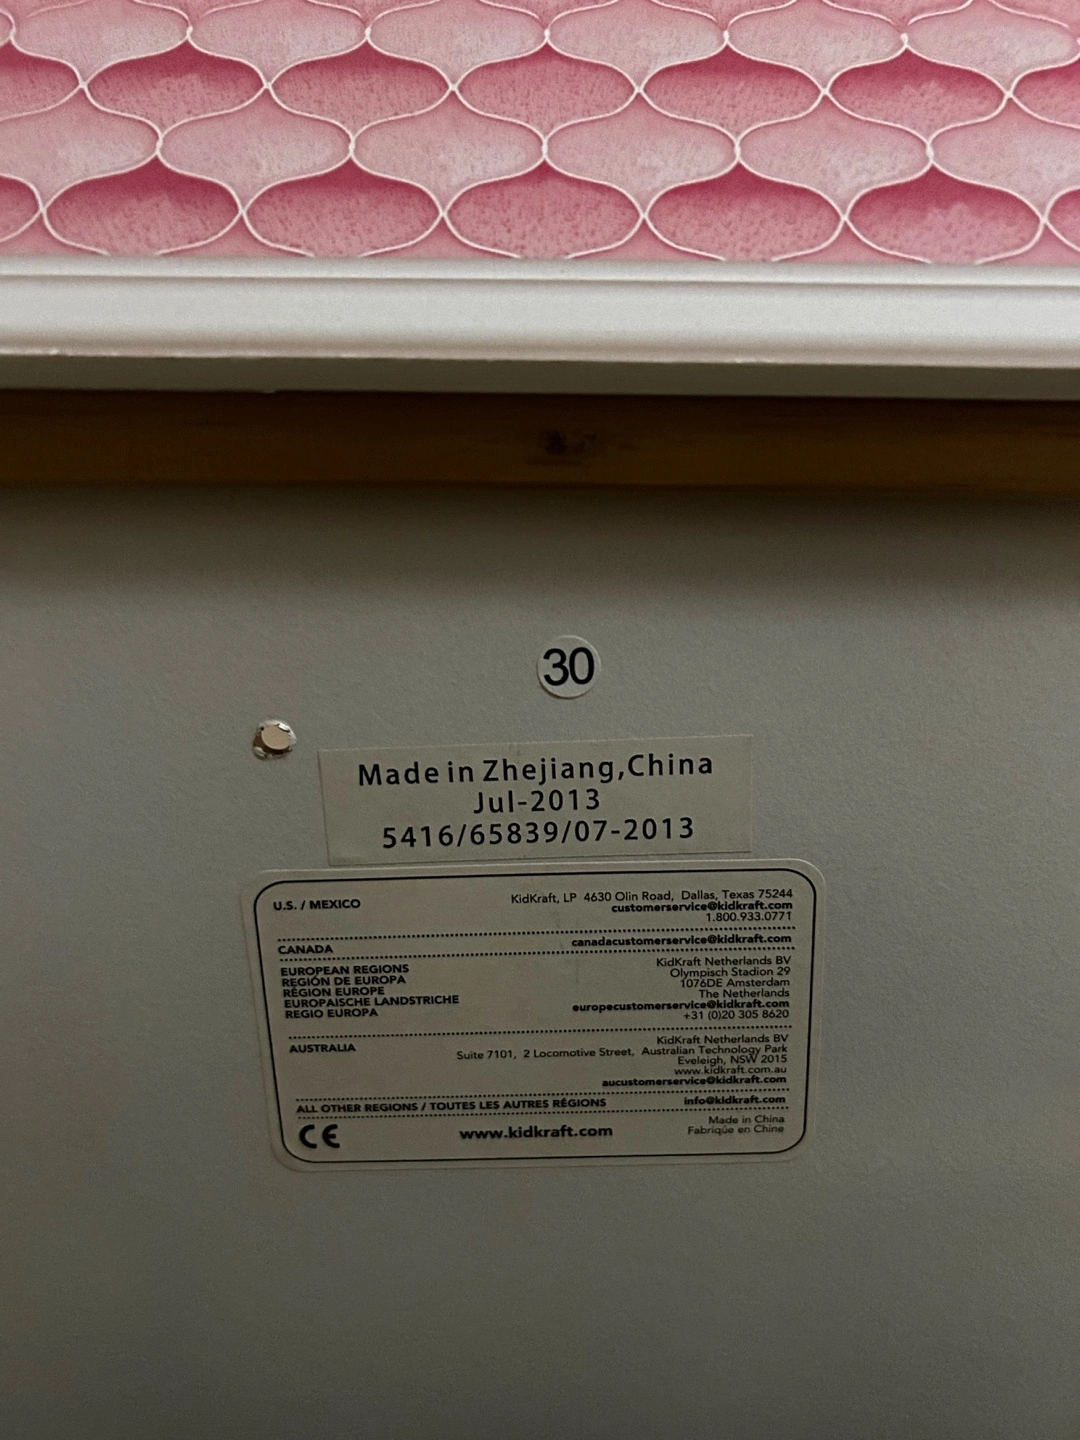 30
Made in Zhejiang,China
Jul-2013
5416/65839/07-2013
U.S. / MEXICO
KidKraft, LP 4630 Olin Road, Dallas, Texas 75244
customerservice@kidkraft.com
1.800.933.0771
CANADA
canadacustomerservice@kidkraft.com
EUROPEAN REGIONS
REGIÓN DE EUROPA
RÉGION EUROPE
EUROPAISCHE LANDSTRICHE
REGIO EUROPA
KidKraft Netherlands BV
Olympisch Stadion 29
1076DE Amsterdam
The Netherlands
europecustomerservice@kidkraft.com
+31 (0)20 305 8620
AUSTRALIA
KidKraft Netherlands BV
Suite 7101, 2 Locomotive Street, Australian Technology Park
Eveleigh, NSW 2015
www.kidkraft.com.au
aucustomerservice@kidkraft.com
ALL OTHER REGIONS / TOUTES LES AUTRES RÉGIONS
info@kidkraft.com
CE
www.kidkraft.com
Made in China
Fabriqúe en Chine